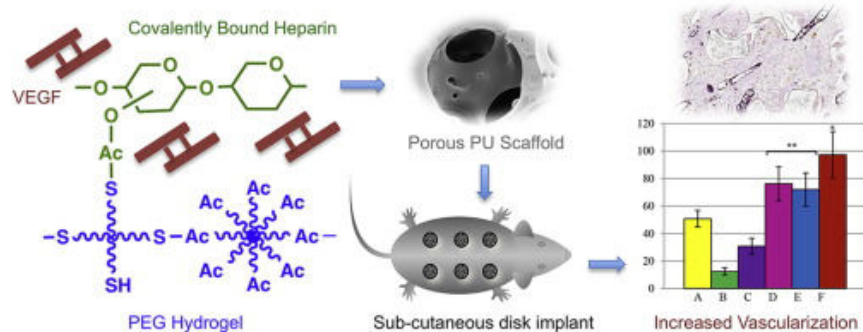 Covalently Bound Heparin
VEGF
O
O
O
O
O
Ac
S
S
S
Ac
SH
Ac
Ac
Ac
Ac
Ac
Ac
Ac
PEG Hydrogel
Porous PU Scaffold
Sub-cutaneous disk implant
120
100
80
60
40
20
0
**
*
A B C D E F
Increased Vascularization